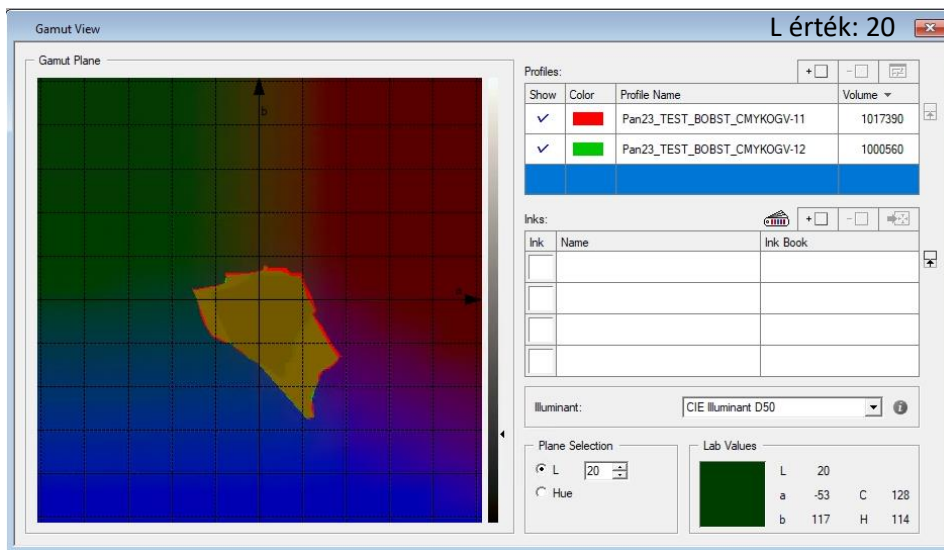 Gamut View
L érték: 20
Gamut Plane
b
a
Profiles:
Show Color Profile Name Volume
Pan23_TEST_BOBST_CMYKOGV-11 1017390
Pan23_TEST_BOBST_CMYKOGV-12 1000560
Inks:
Ink Name Ink Book
Illuminant: CIE Illuminant D50
Plane Selection
L 20
Hue
Lab Values
L 20
a -53 C 128
b 117 H 114